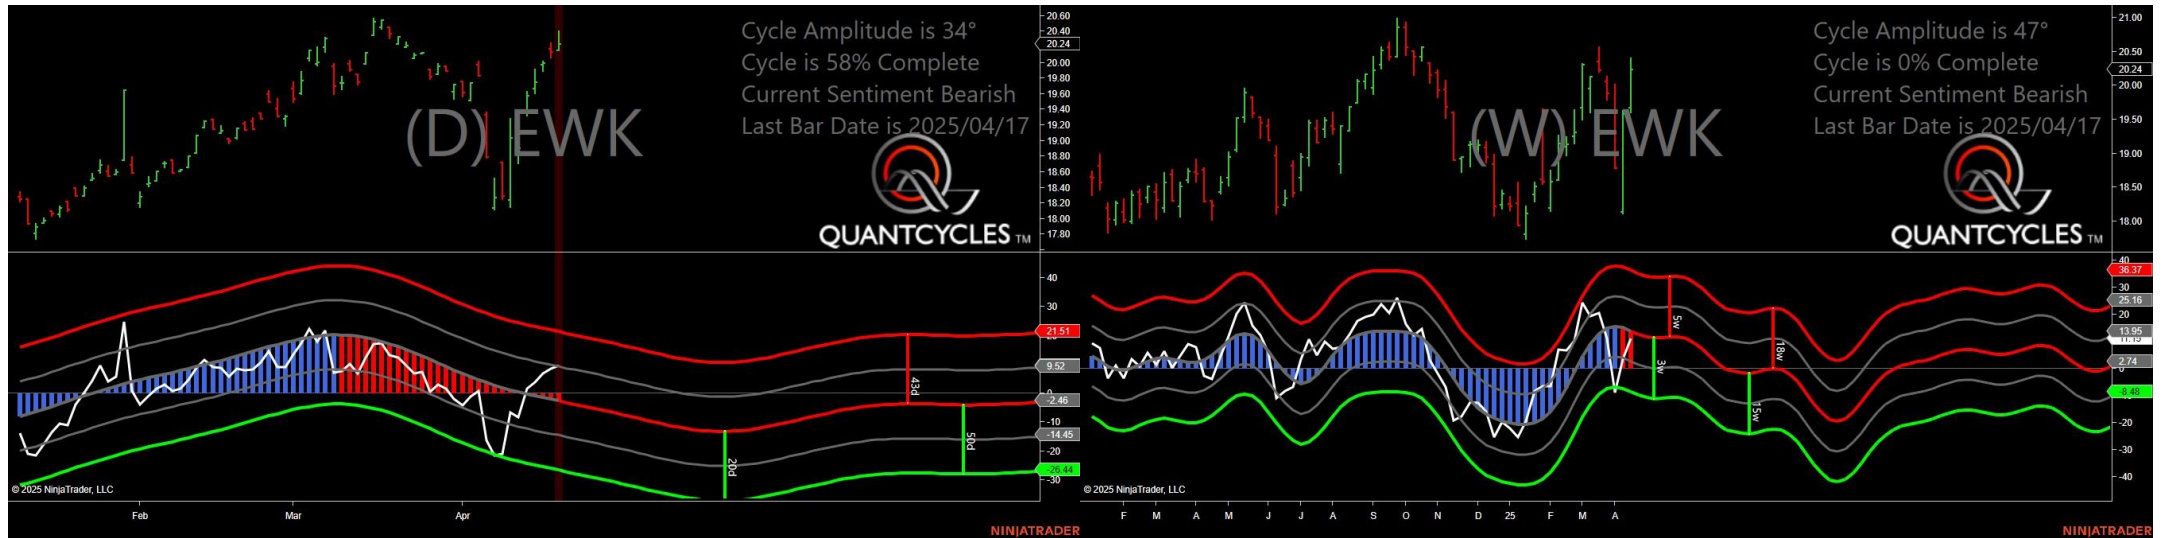 Cycle Amplitude is 34°
Cycle is 58% Complete
Current Sentiment Bearish
Last Bar Date is 2025/04/17
(D) EWK
QUANTCYCLES TM
20.60
20.40
20.24
20.00
19.80
19.60
19.40
19.20
19.00
18.80
18.60
18.40
18.20
18.00
17.80
40
30
21.51
9.52
0
-2.46
-10
-14.45
-20
-26.44
-30
43d
20d
50d
© 2025 NinjaTrader, LLC
Feb Mar Apr
NINJATRADER
Cycle Amplitude is 47°
Cycle is 0% Complete
Current Sentiment Bearish
Last Bar Date is 2025/04/17
(W) EWK
QUANTCYCLES TM
21.00
20.50
20.24
20.00
19.50
19.00
18.50
18.00
40
36.37
30
25.16
20
13.95
11.15
2.74
0
-8.48
-20
-30
-40
5w
3w
18w
15w
© 2025 NinjaTrader, LLC
F M A M J J A S O N D 25 F M A
NINJATRADER